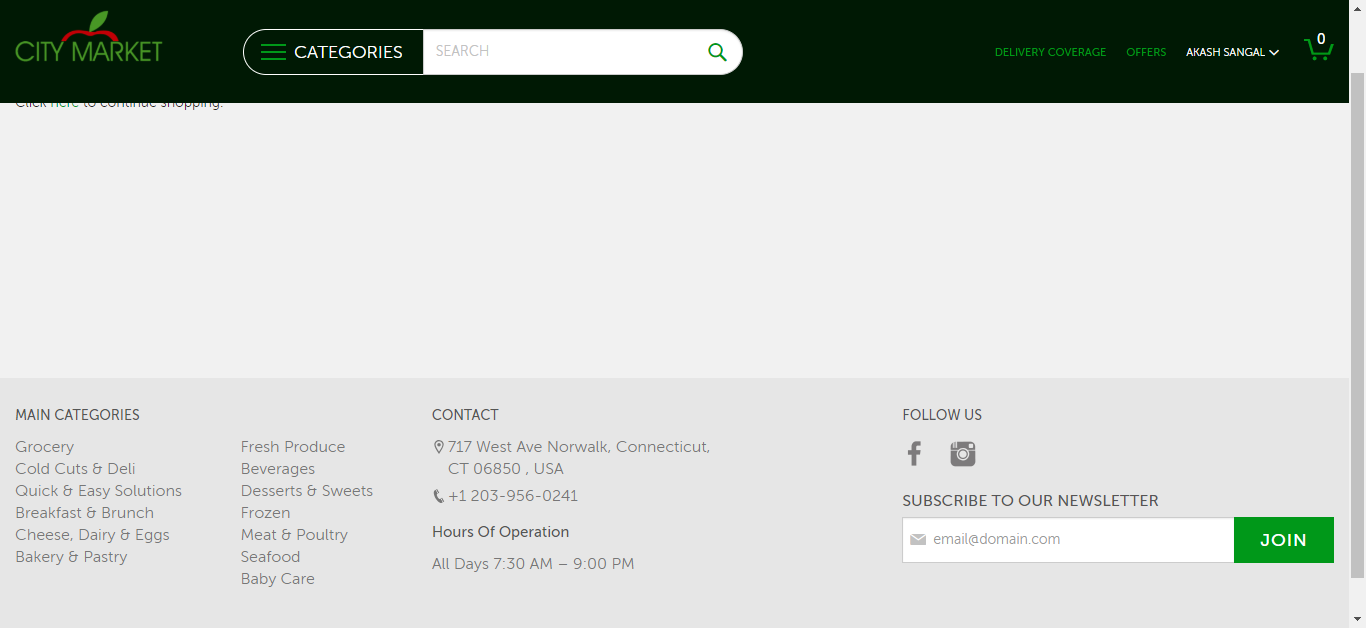 CITY MARKET
CATEGORIES
SEARCH
DELIVERY COVERAGE
OFFERS
AKASH SANGAL
0
Click here to continue shopping.
MAIN CATEGORIES
Grocery
Cold Cuts & Deli
Quick & Easy Solutions
Breakfast & Brunch
Cheese, Dairy & Eggs
Bakery & Pastry
Fresh Produce
Beverages
Desserts & Sweets
Frozen
Meat & Poultry
Seafood
Baby Care
CONTACT
717 West Ave Norwalk, Connecticut,
CT 06850 , USA
+1 203-956-0241
Hours Of Operation
All Days 7:30 AM – 9:00 PM
FOLLOW US
SUBSCRIBE TO OUR NEWSLETTER
email@domain.com
JOIN